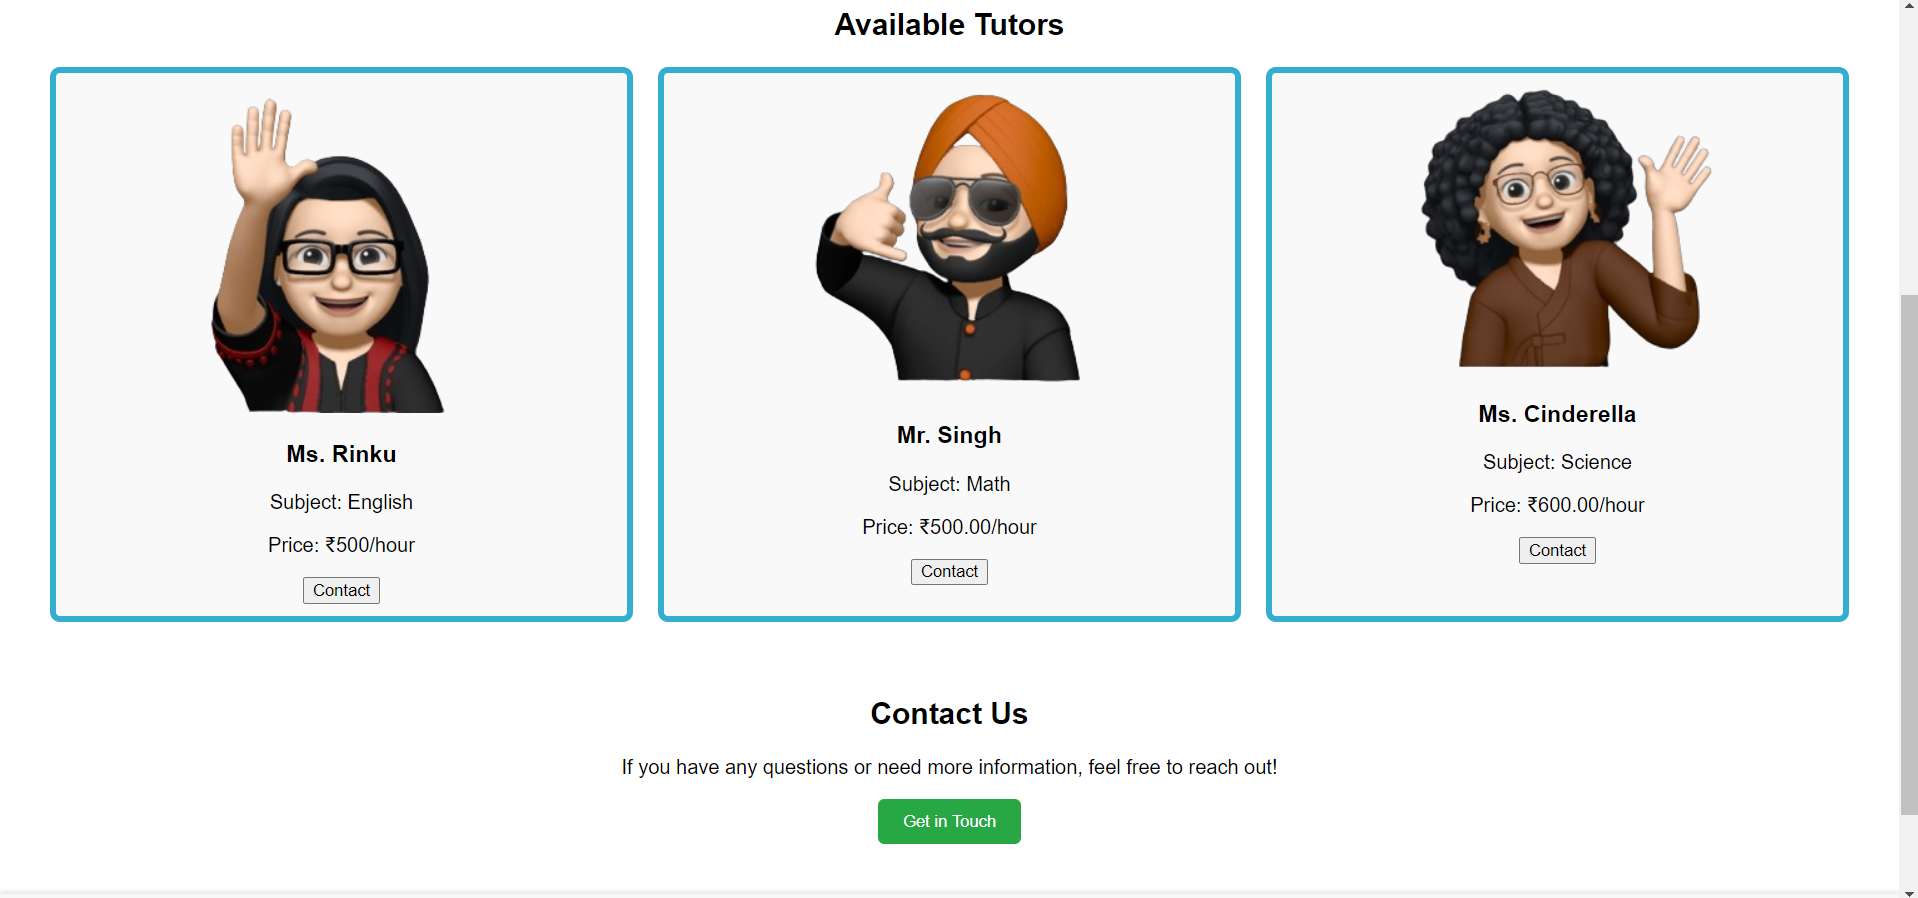 Available Tutors
Ms. Rinku
Subject: English
Price: ₹500/hour
Contact
Mr. Singh
Subject: Math
Price: ₹500.00/hour
Contact
Ms. Cinderella
Subject: Science
Price: ₹600.00/hour
Contact
Contact Us
If you have any questions or need more information, feel free to reach out!
Get in Touch